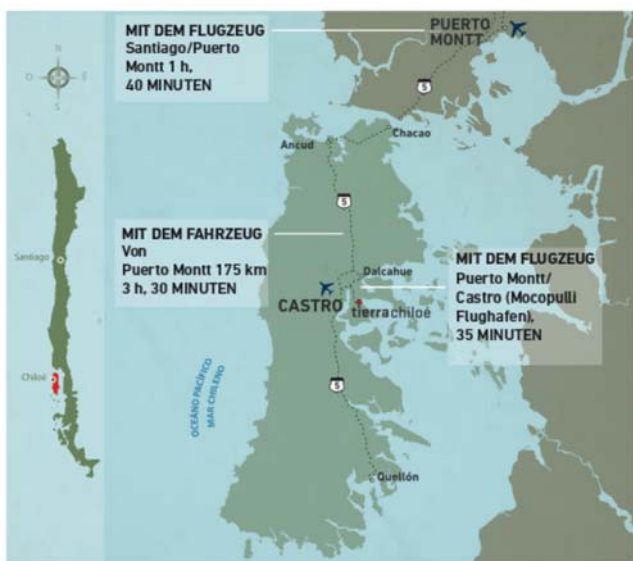 N
O
E
S
Santiago
Chiloé
MIT DEM FLUGZEUG
Santiago/Puerto
Montt 1 h,
40 MINUTEN
PUERTO
MONTT
5
Chacao
Ancud
5
MIT DEM FAHRZEUG
Von
Puerto Montt 175 km
3 h, 30 MINUTEN
Dalcahue
CASTRO
tierrachiloé
MIT DEM FLUGZEUG
Puerto Montt/
Castro (Mocopulli
Flughafen),
35 MINUTEN
5
OCEÁNO PACÍFICO
MAR CHILENO
Quellón